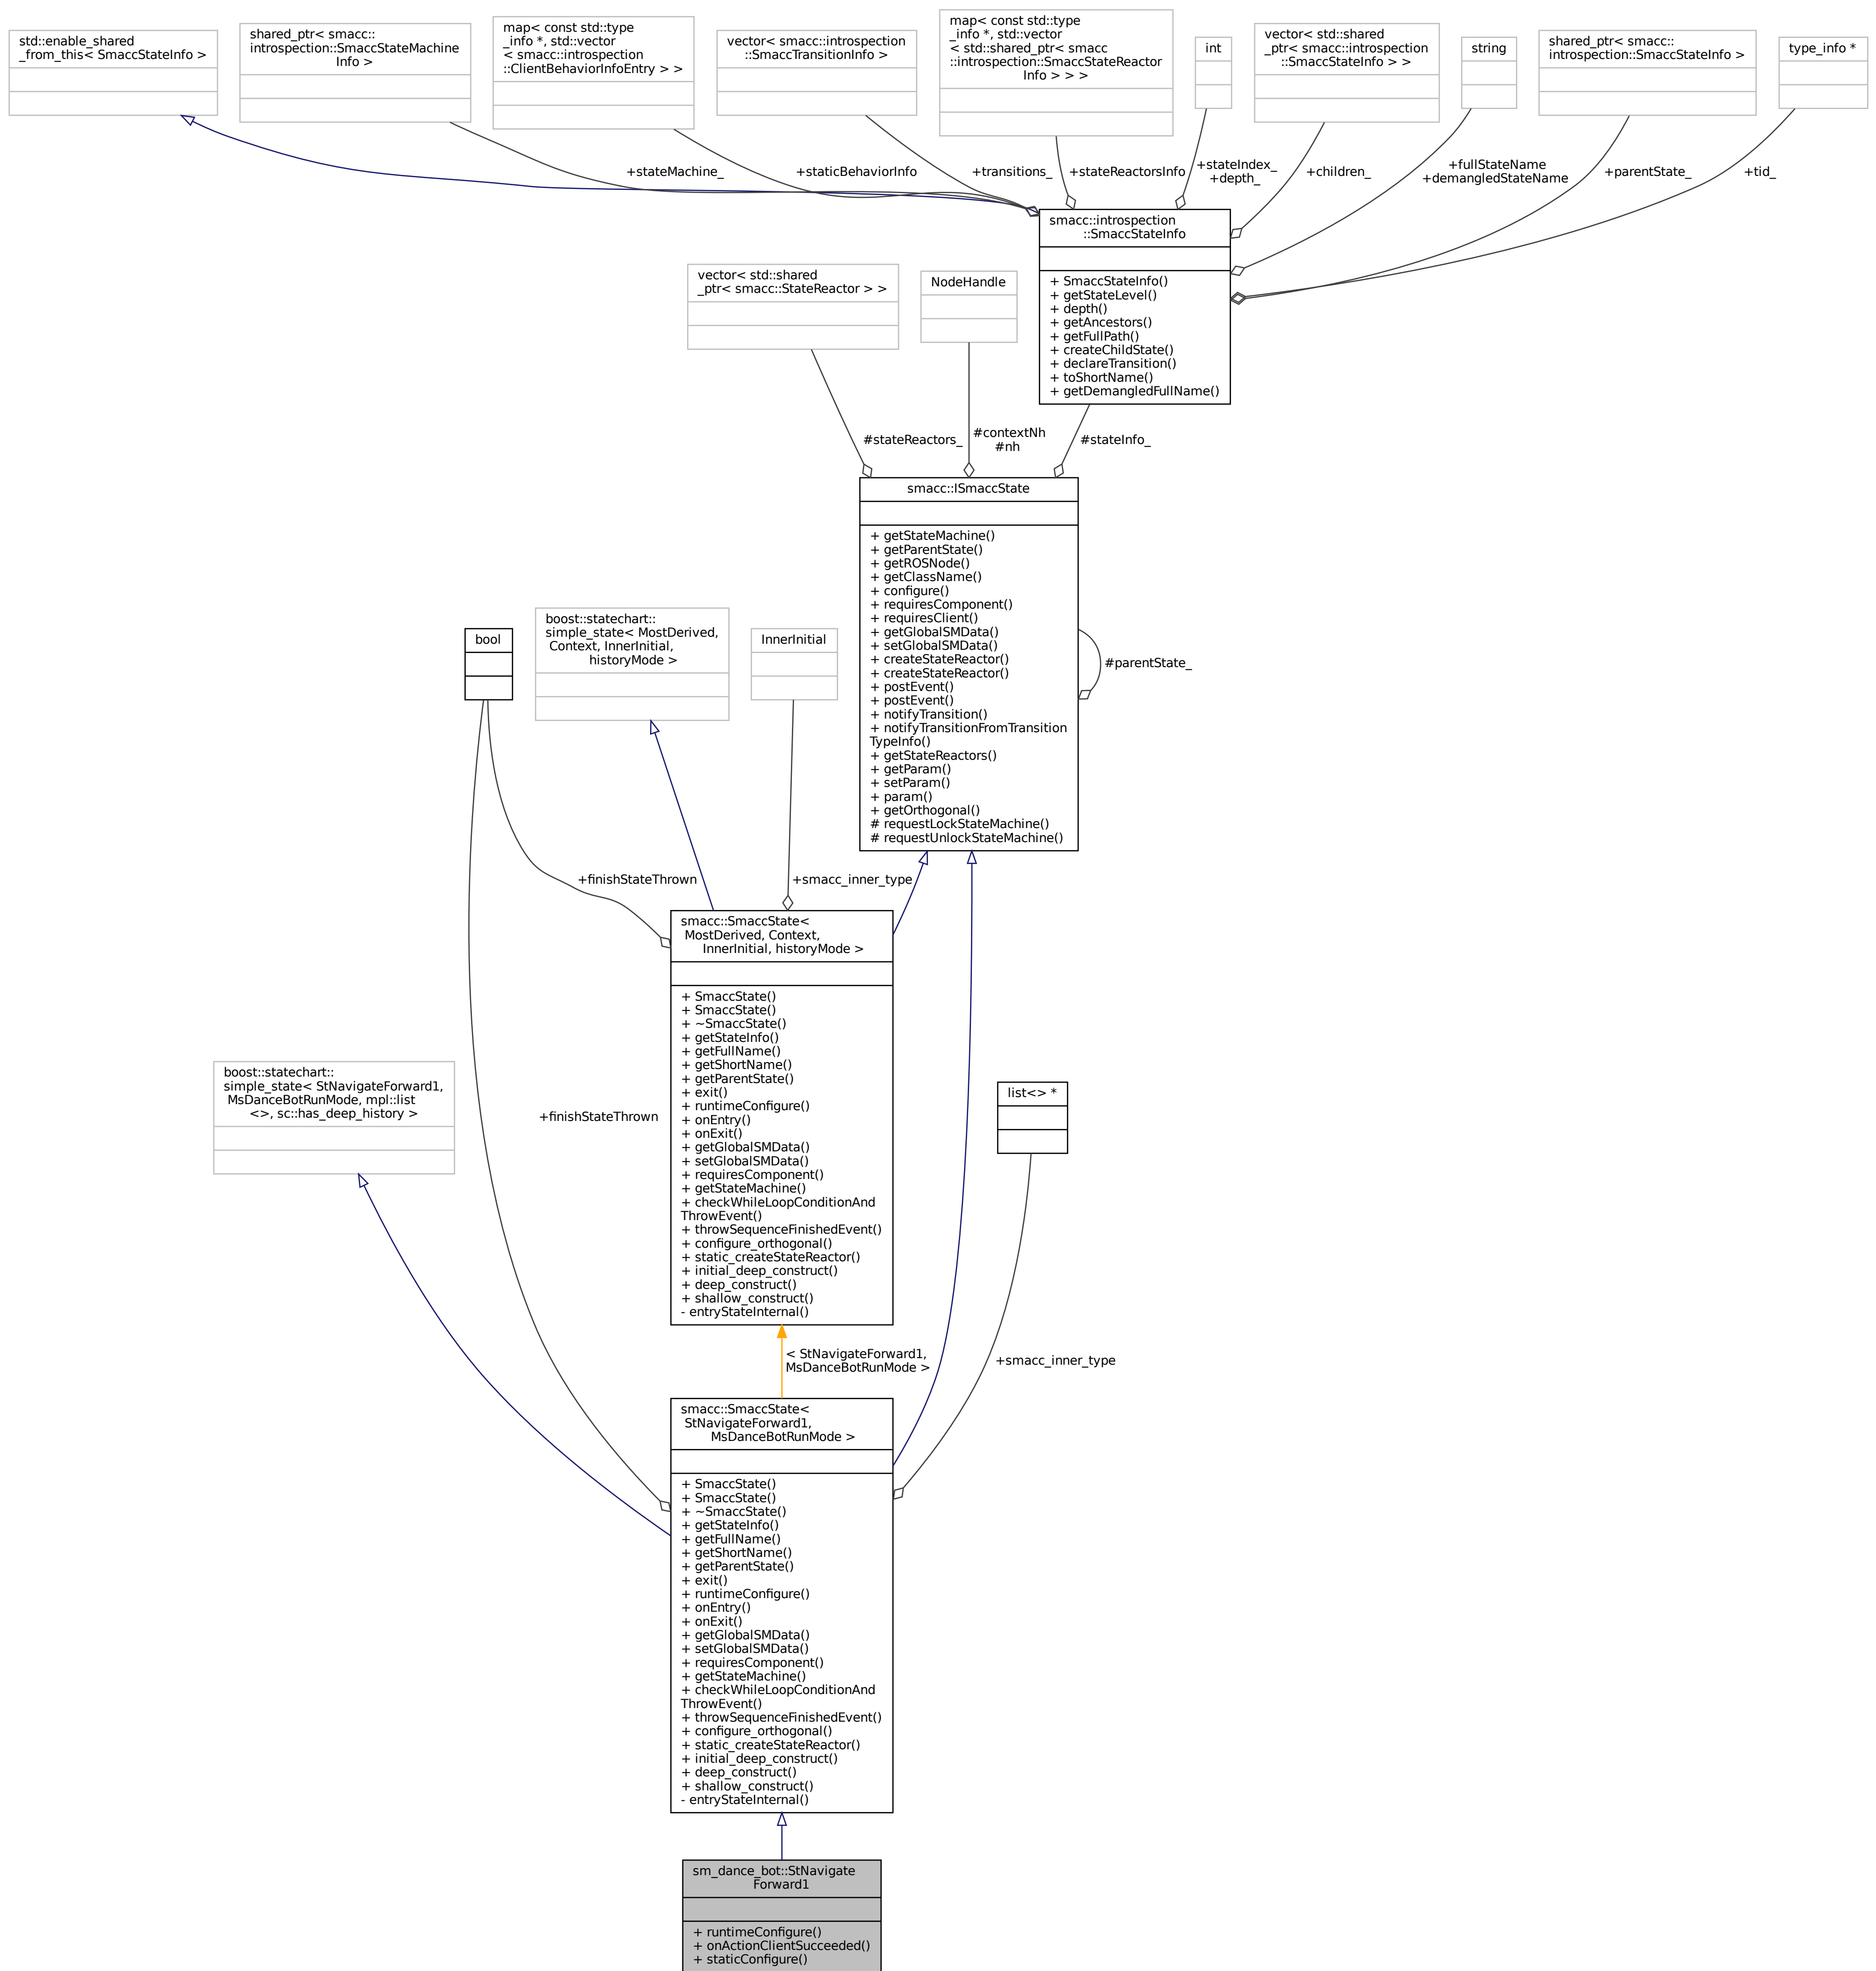 std::enable_shared
_from_this< SmaccStateInfo >
shared_ptr< smacc::
introspection::SmaccStateMachine
Info >
map< const std::type
_info *, std::vector
< smacc::introspection
::ClientBehaviorInfoEntry > >
vector< smacc::introspection
::SmaccTransitionInfo >
map< const std::type
_info *, std::vector
< std::shared_ptr< smacc
::introspection::SmaccStateReactor
Info > > >
int
vector< std::shared
_ptr< smacc::introspection
::SmaccStateInfo > >
string
shared_ptr< smacc::
introspection::SmaccStateInfo >
type_info *
+stateMachine_
+staticBehaviorInfo
+transitions_
+stateReactorsInfo
+stateIndex_
+depth_
+children_
+fullStateName
+demangledStateName
+parentState_
+tid_
smacc::introspection
::SmaccStateInfo
+ SmaccStateInfo()
+ getStateLevel()
+ depth()
+ getAncestors()
+ getFullPath()
+ createChildState()
+ declareTransition()
+ toShortName()
+ getDemangledFullName()
vector< std::shared
_ptr< smacc::StateReactor > >
NodeHandle
#stateReactors_
#contextNh
#nh
#stateInfo_
smacc::ISmaccState
+ getStateMachine()
+ getParentState()
+ getROSNode()
+ getClassName()
+ configure()
+ requiresComponent()
+ requiresClient()
+ getGlobalSMData()
+ setGlobalSMData()
+ createStateReactor()
+ createStateReactor()
+ postEvent()
+ postEvent()
+ notifyTransition()
+ notifyTransitionFromTransition
TypeInfo()
+ getStateReactors()
+ getParam()
+ setParam()
+ param()
+ getOrthogonal()
# requestLockStateMachine()
# requestUnlockStateMachine()
#parentState_
bool
boost::statechart::
simple_state< MostDerived,
Context, InnerInitial,
historyMode >
InnerInitial
+finishStateThrown
+smacc_inner_type
smacc::SmaccState<
MostDerived, Context,
InnerInitial, historyMode >
+ SmaccState()
+ SmaccState()
+ ~SmaccState()
+ getStateInfo()
+ getFullName()
+ getShortName()
+ getParentState()
+ exit()
+ runtimeConfigure()
+ onEntry()
+ onExit()
+ getGlobalSMData()
+ setGlobalSMData()
+ requiresComponent()
+ getStateMachine()
+ checkWhileLoopConditionAnd
ThrowEvent()
+ throwSequenceFinishedEvent()
+ configure_orthogonal()
+ static_createStateReactor()
+ initial_deep_construct()
+ deep_construct()
+ shallow_construct()
- entryStateInternal()
boost::statechart::
simple_state< StNavigateForward1,
MsDanceBotRunMode, mpl::list
<>, sc::has_deep_history >
+finishStateThrown
list<> *
< StNavigateForward1,
MsDanceBotRunMode >
+smacc_inner_type
smacc::SmaccState<
StNavigateForward1,
MsDanceBotRunMode >
+ SmaccState()
+ SmaccState()
+ ~SmaccState()
+ getStateInfo()
+ getFullName()
+ getShortName()
+ getParentState()
+ exit()
+ runtimeConfigure()
+ onEntry()
+ onExit()
+ getGlobalSMData()
+ setGlobalSMData()
+ requiresComponent()
+ getStateMachine()
+ checkWhileLoopConditionAnd
ThrowEvent()
+ throwSequenceFinishedEvent()
+ configure_orthogonal()
+ static_createStateReactor()
+ initial_deep_construct()
+ deep_construct()
+ shallow_construct()
- entryStateInternal()
sm_dance_bot::StNavigate
Forward1
+ runtimeConfigure()
+ onActionClientSucceeded()
+ staticConfigure()